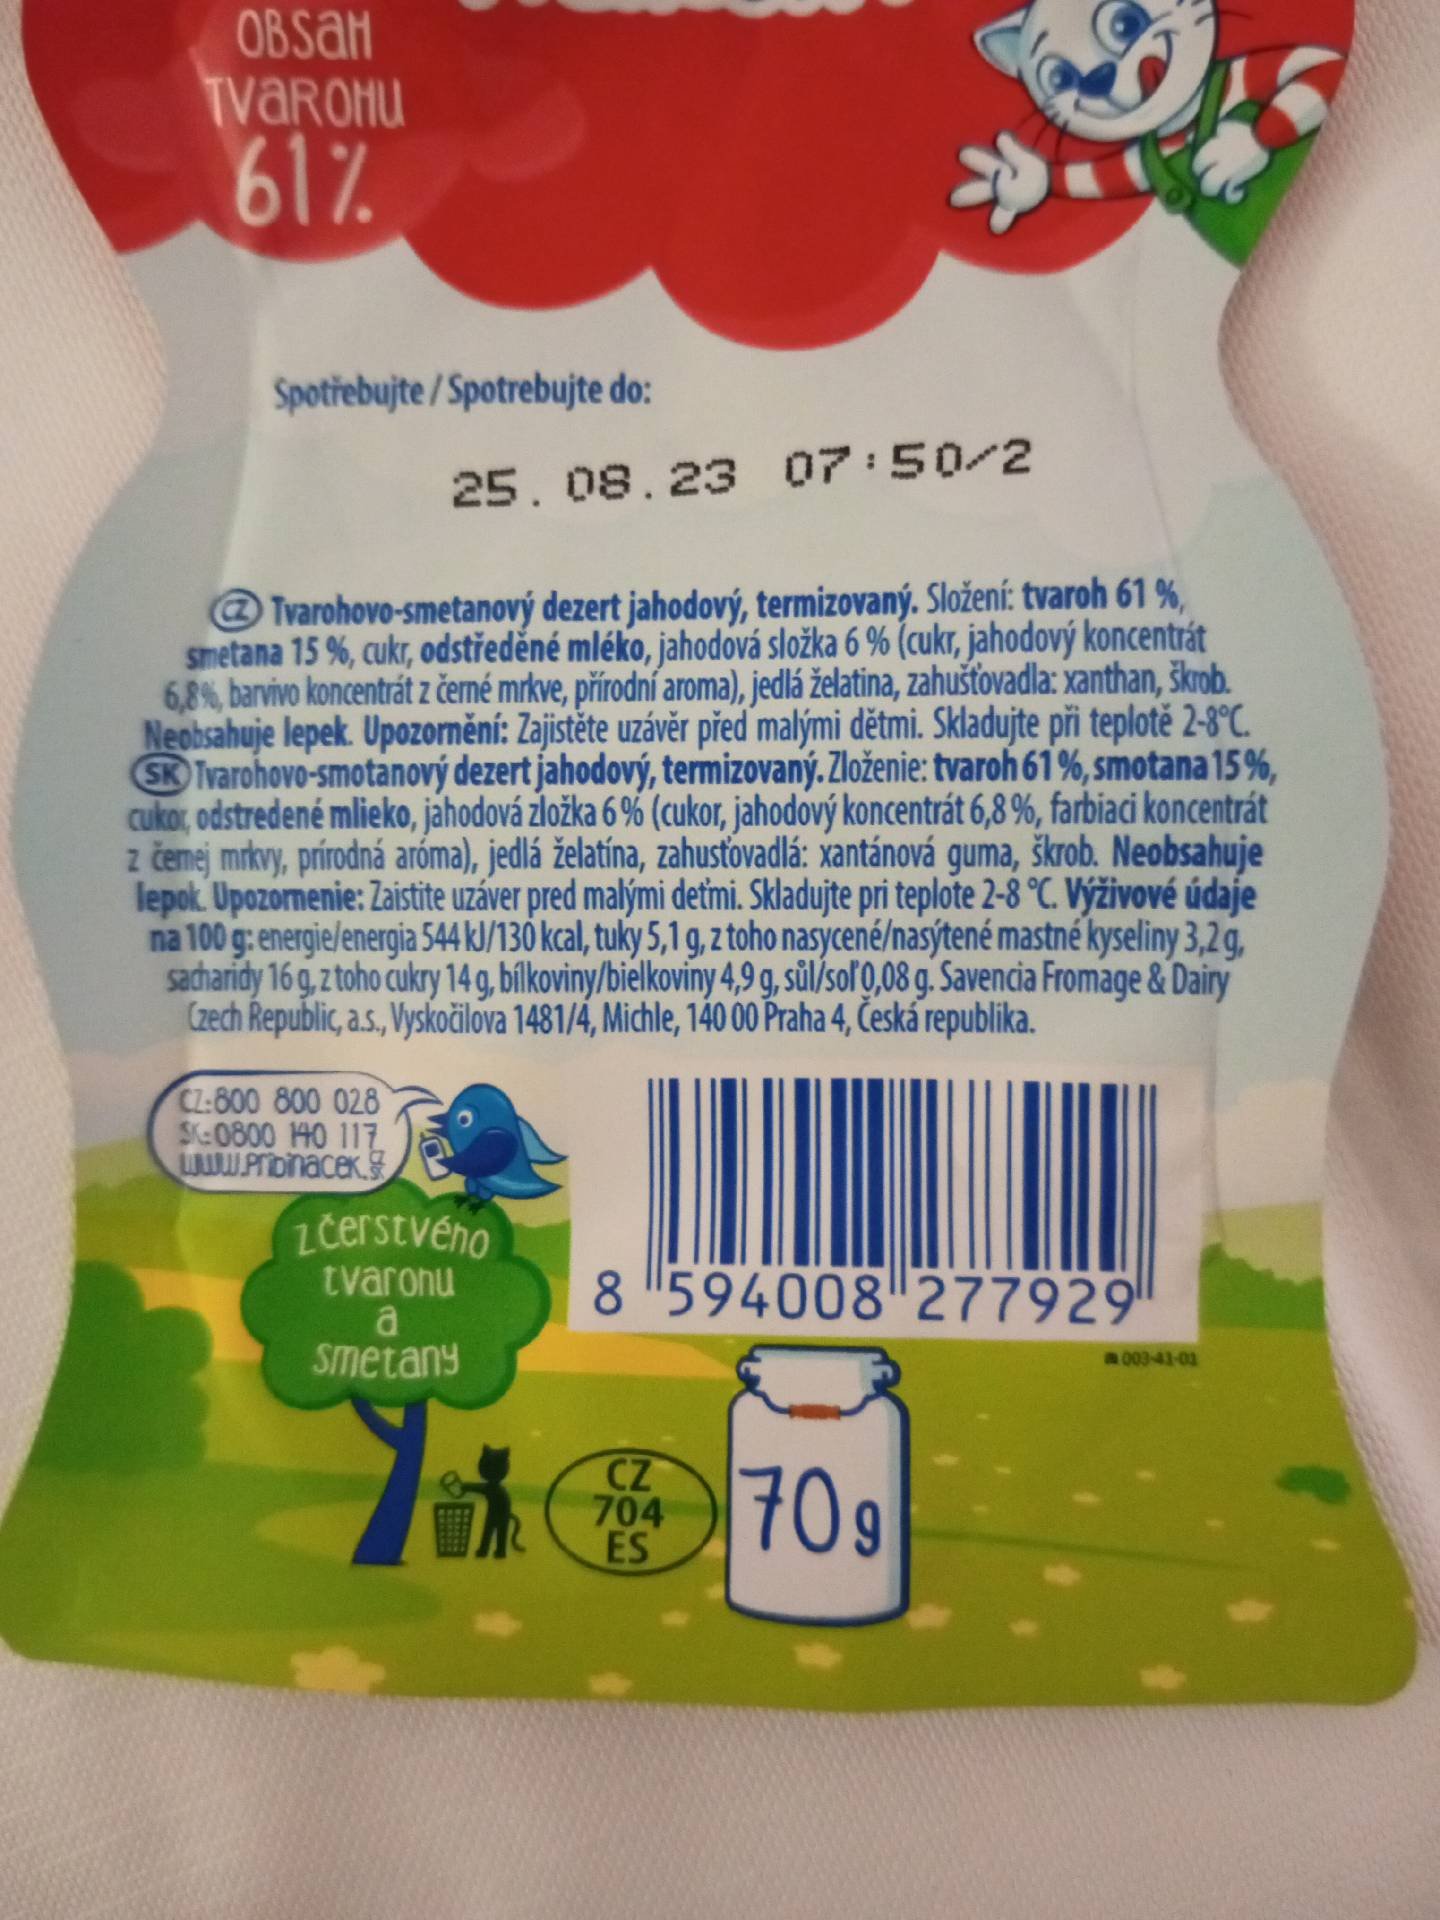 OBSAH
TVAROHU
61%
Spotřebujte / Spotrebujte do:
25.08.23 07:50/2
CZ Tvarohovo-smetanový dezert jahodový, termizovaný. Složení: tvaroh 61 %,
smetana 15 %, cukr, odstředěné mléko, jahodová složka 6 % (cukr, jahodový koncentrát
6,8%, barvivo koncentrát z černé mrkve, přírodní aroma), jedlá želatina, zahušťovadla: xanthan, škrob.
Neobsahuje lepek. Upozornění: Zajistěte uzávěr před malými dětmi. Skladujte při teplotě 2-8°C.
SK Tvarohovo-smotanový dezert jahodový, termizovaný. Zloženie: tvaroh 61%, smotana 15%,
cukor, odstredené mlieko, jahodová zložka 6% (cukor, jahodový koncentrát 6,8%, farbiaci koncentrát
z čiernej mrkvy, prírodná aróma), jedlá želatína, zahusťovadlá: xantánová guma, škrob. Neobsahuje
lepok. Upozornenie: Zaistite uzáver pred malými deťmi. Skladujte pri teplote 2-8 °C. Výživové údaje
na 100 g: energie/energia 544 kJ/130 kcal, tuky 5,1 g, z toho nasycené/nasýtené mastné kyseliny 3,2 g,
sacharidy 16 g, z toho cukry 14 g, bílkoviny/bielkoviny 4,9 g, sůl/soľ 0,08 g. Savencia Fromage & Dairy
Czech Republic, a.s., Vyskočilova 1481/4, Michle, 140 00 Praha 4, Česká republika.
CZ:800 800 028
SK:0800 140 117
www.pribinacek.cz
sk
8 594008 277929
z čerstvého
tvarohu
a
smetany
003-41-01
CZ
704
ES
70g